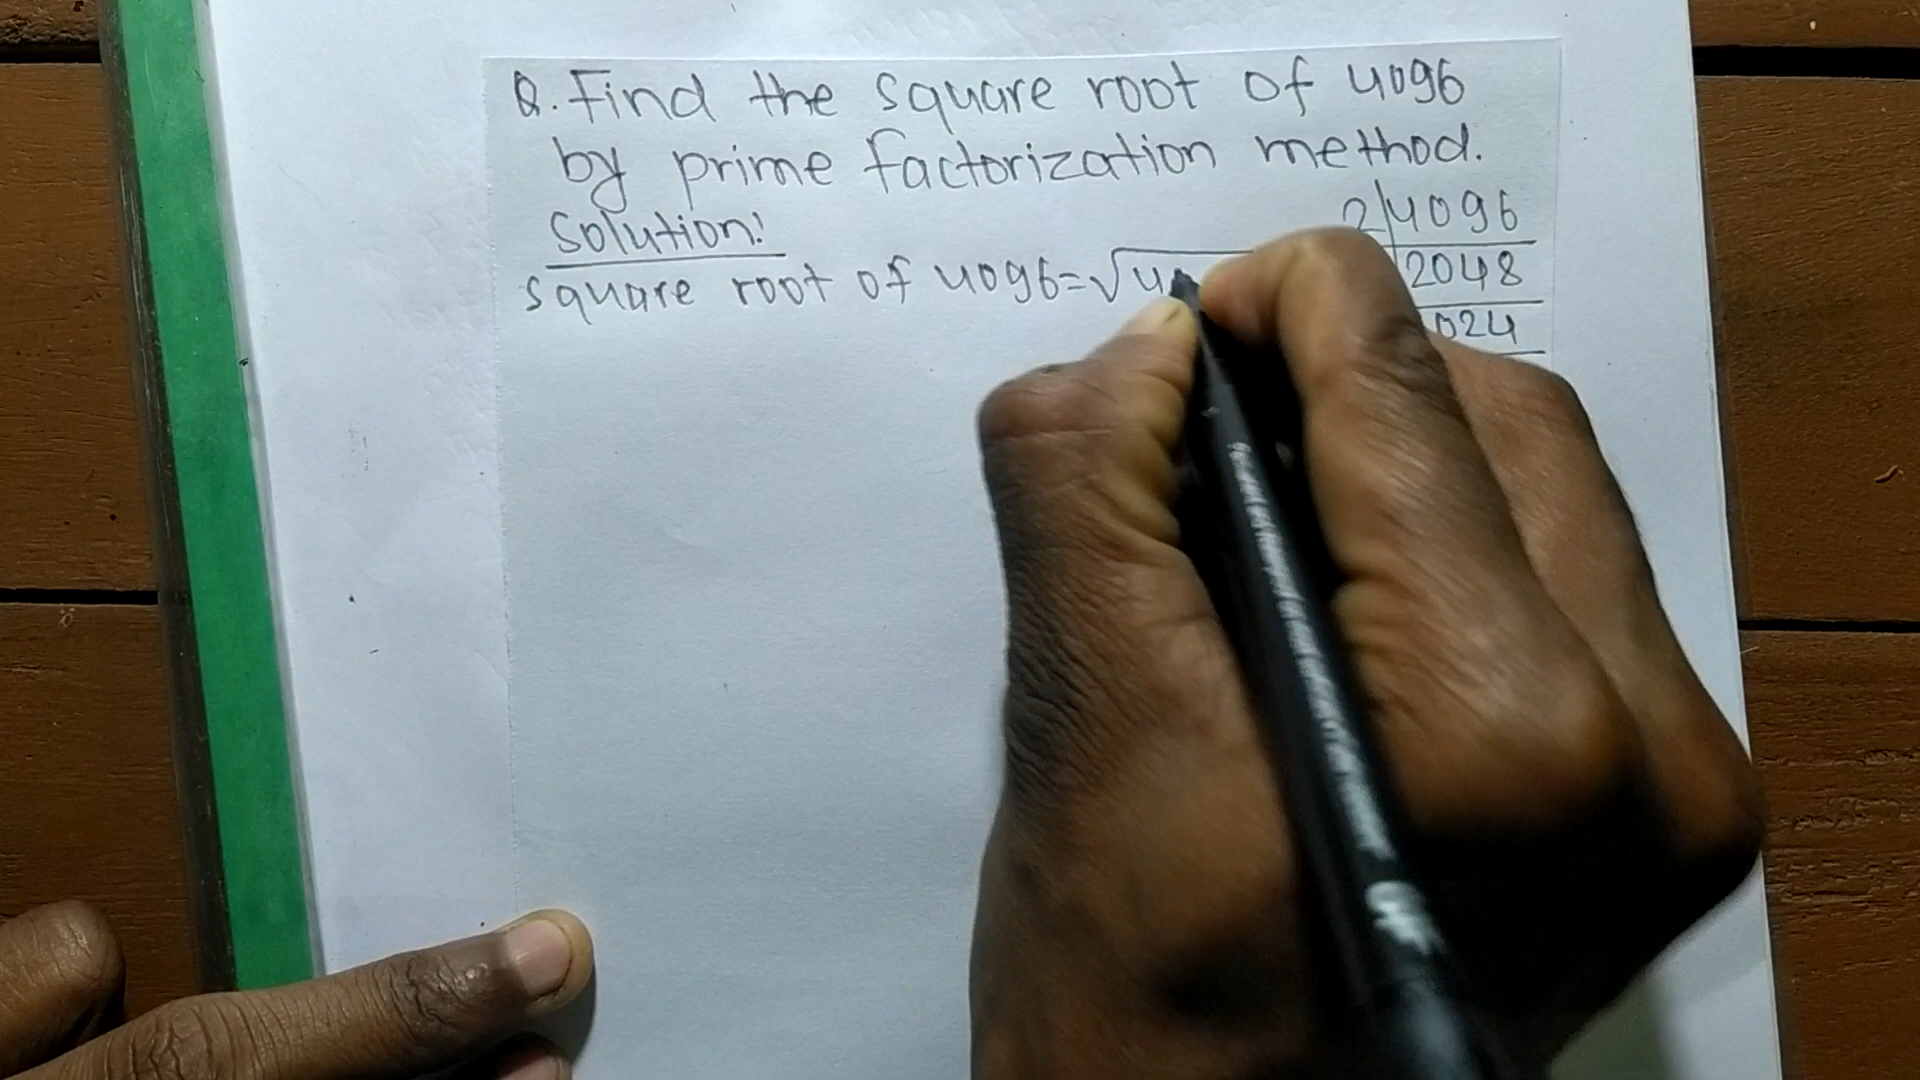 Q. Find the square root of 4096
by prime factorization method.
Solution:
2 4096
square root of 4096=√4
2048
024